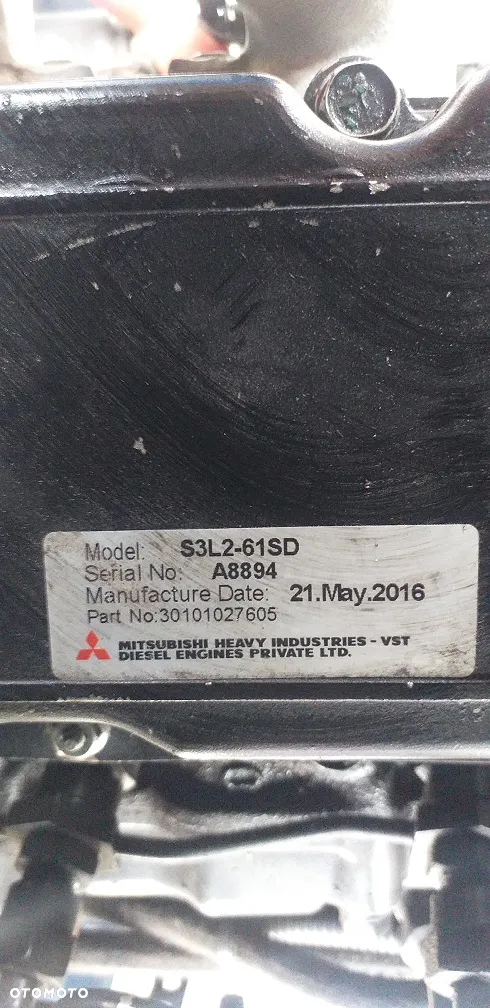 Model: S3L2-61SD
Serial No: A8894
Manufacture Date: 21.May.2016
Part No:30101027605
MITSUBISHI HEAVY INDUSTRIES - VST
DIESEL ENGINES PRIVATE LTD.
OTOMOTO